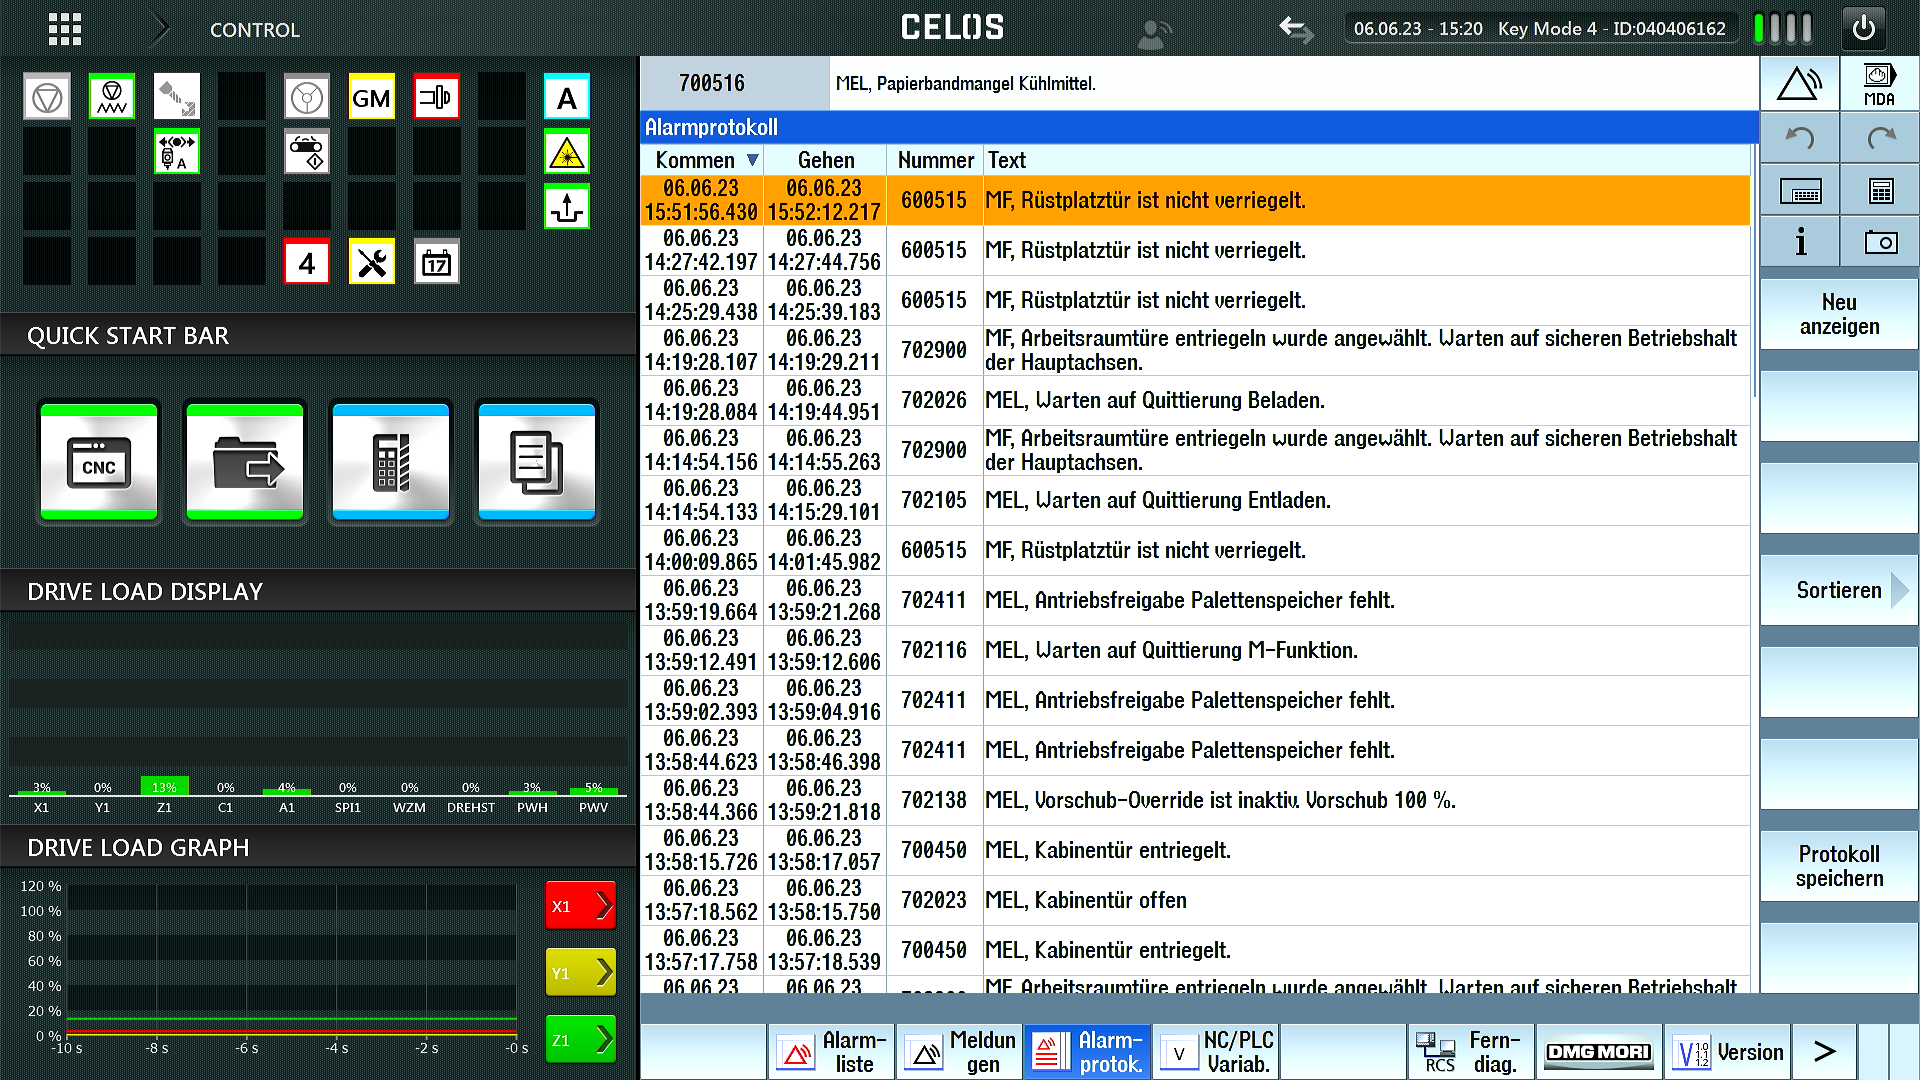 CONTROL
CELOS
06.06.23 - 15:20 Key Mode 4 - ID:040406162
GM
A
A
4
17
QUICK START BAR
CNC
DRIVE LOAD DISPLAY
3% 0% 13% 0% 4% 0% 0% 0% 3% 5%
X1 Y1 Z1 C1 A1 SPI1 WZM DREHST PWH PWV
DRIVE LOAD GRAPH
120 %
100 %
80 %
60 %
40 %
20 %
0 %
-10 s -8 s -6 s -4 s -2 s -0 s
X1
Y1
Z1
700516 MEL, Papierbandmangel Kühlmittel.
Alarmprotokoll
Kommen Gehen Nummer Text
06.06.23 06.06.23
15:51:56.430 15:52:12.217 600515 MF, Rüstplatztür ist nicht verriegelt.
06.06.23 06.06.23
14:27:42.197 14:27:44.756 600515 MF, Rüstplatztür ist nicht verriegelt.
06.06.23 06.06.23
14:25:29.438 14:25:39.183 600515 MF, Rüstplatztür ist nicht verriegelt.
06.06.23 06.06.23 702900 MF, Arbeitsraumtüre entriegeln wurde angewählt. Warten auf sicheren Betriebshalt
14:19:28.107 14:19:29.211 der Hauptachsen.
06.06.23 06.06.23
14:19:28.084 14:19:44.951 702026 MEL, Warten auf Quittierung Beladen.
06.06.23 06.06.23 702900 MF, Arbeitsraumtüre entriegeln wurde angewählt. Warten auf sicheren Betriebshalt
14:14:54.156 14:14:55.263 der Hauptachsen.
06.06.23 06.06.23
14:14:54.133 14:15:29.101 702105 MEL, Warten auf Quittierung Entladen.
06.06.23 06.06.23
14:00:09.865 14:01:45.982 600515 MF, Rüstplatztür ist nicht verriegelt.
06.06.23 06.06.23
13:59:19.664 13:59:21.268 702411 MEL, Antriebsfreigabe Palettenspeicher fehlt.
06.06.23 06.06.23
13:59:12.491 13:59:12.606 702116 MEL, Warten auf Quittierung M-Funktion.
06.06.23 06.06.23
13:59:02.393 13:59:04.916 702411 MEL, Antriebsfreigabe Palettenspeicher fehlt.
06.06.23 06.06.23
13:58:44.623 13:58:46.398 702411 MEL, Antriebsfreigabe Palettenspeicher fehlt.
06.06.23 06.06.23
13:58:44.366 13:59:21.818 702138 MEL, Vorschub-Override ist inaktiv. Vorschub 100 %.
06.06.23 06.06.23
13:58:15.726 13:58:17.057 700450 MEL, Kabinentür entriegelt.
06.06.23 06.06.23
13:57:18.562 13:58:15.750 702023 MEL, Kabinentür offen
06.06.23 06.06.23
13:57:17.758 13:57:18.539 700450 MEL, Kabinentür entriegelt.
06.06.23 06.06.23 MF, Arbeitsraumtüre entriegeln wurde angewählt. Warten auf sicheren Betriebshalt
MDA
i
Neu
anzeigen
Sortieren
Protokoll
speichern
Alarm-
liste
Meldun
gen
Alarm-
protok.
V
NC/PLC
Variab.
RCS
Fern-
diag.
DMG MORI
V 1.0
1.1
1.2
Version
>